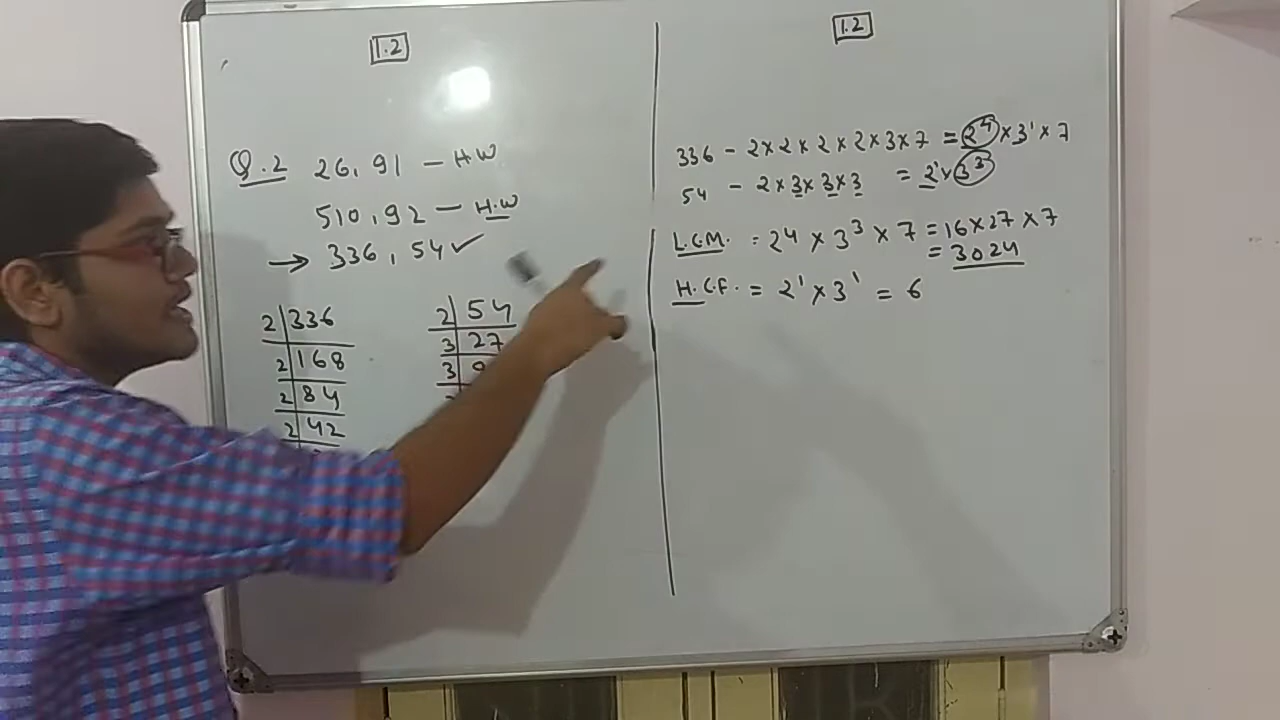 1.2
Q.2 26, 91 - H.W
510, 92 - H.W
→ 336, 54 ✓
2 | 336
2 | 168
2 | 84
2 | 42
2 | 54
3 | 27
3 | 9
1.2
336 - 2×2×2×2×3×7 = 2⁴×3¹×7
54 - 2×3×3×3 = 2¹×3³
L.C.M. = 2⁴ × 3³ × 7 = 16×27×7
= 3024
H.C.F. = 2¹×3¹ = 6